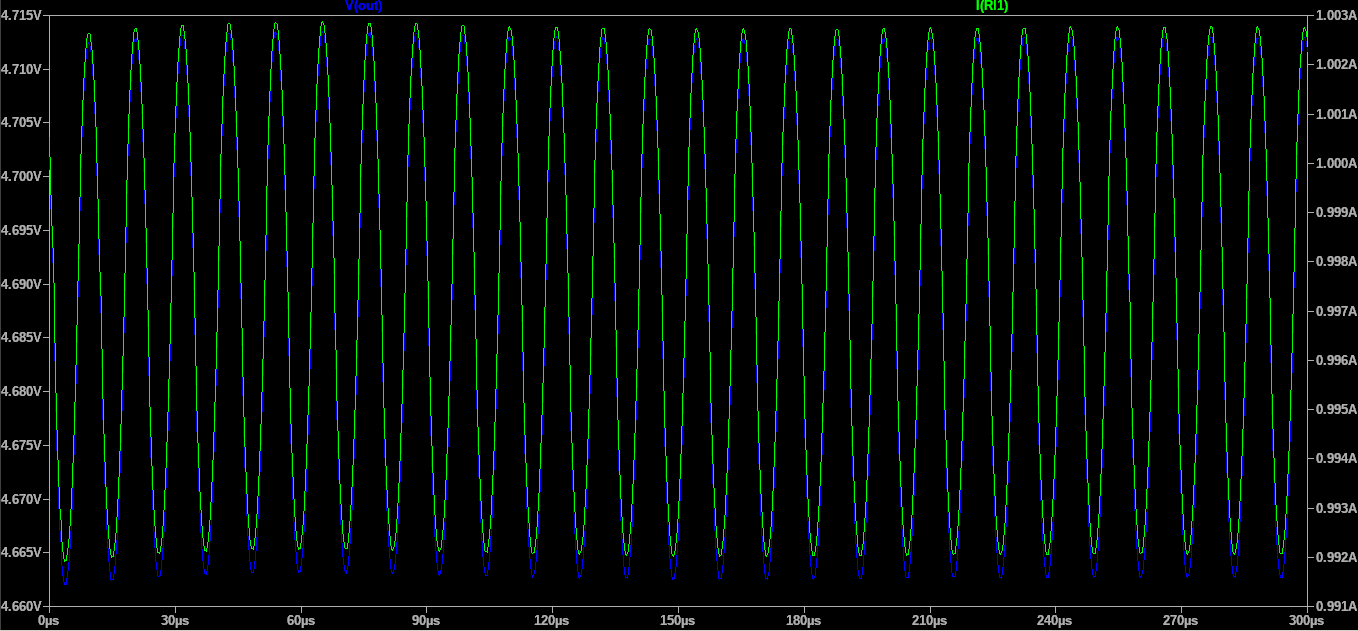 V(out) I(Rl1)
4.715V 1.003A
4.710V 1.002A
4.705V 1.001A
4.700V 1.000A
4.695V 0.999A
4.690V 0.998A
4.685V 0.997A
4.680V 0.996A
4.675V 0.995A
4.670V 0.994A
4.665V 0.993A
4.660V 0.992A
0.991A
0µs 30µs 60µs 90µs 120µs 150µs 180µs 210µs 240µs 270µs 300µs